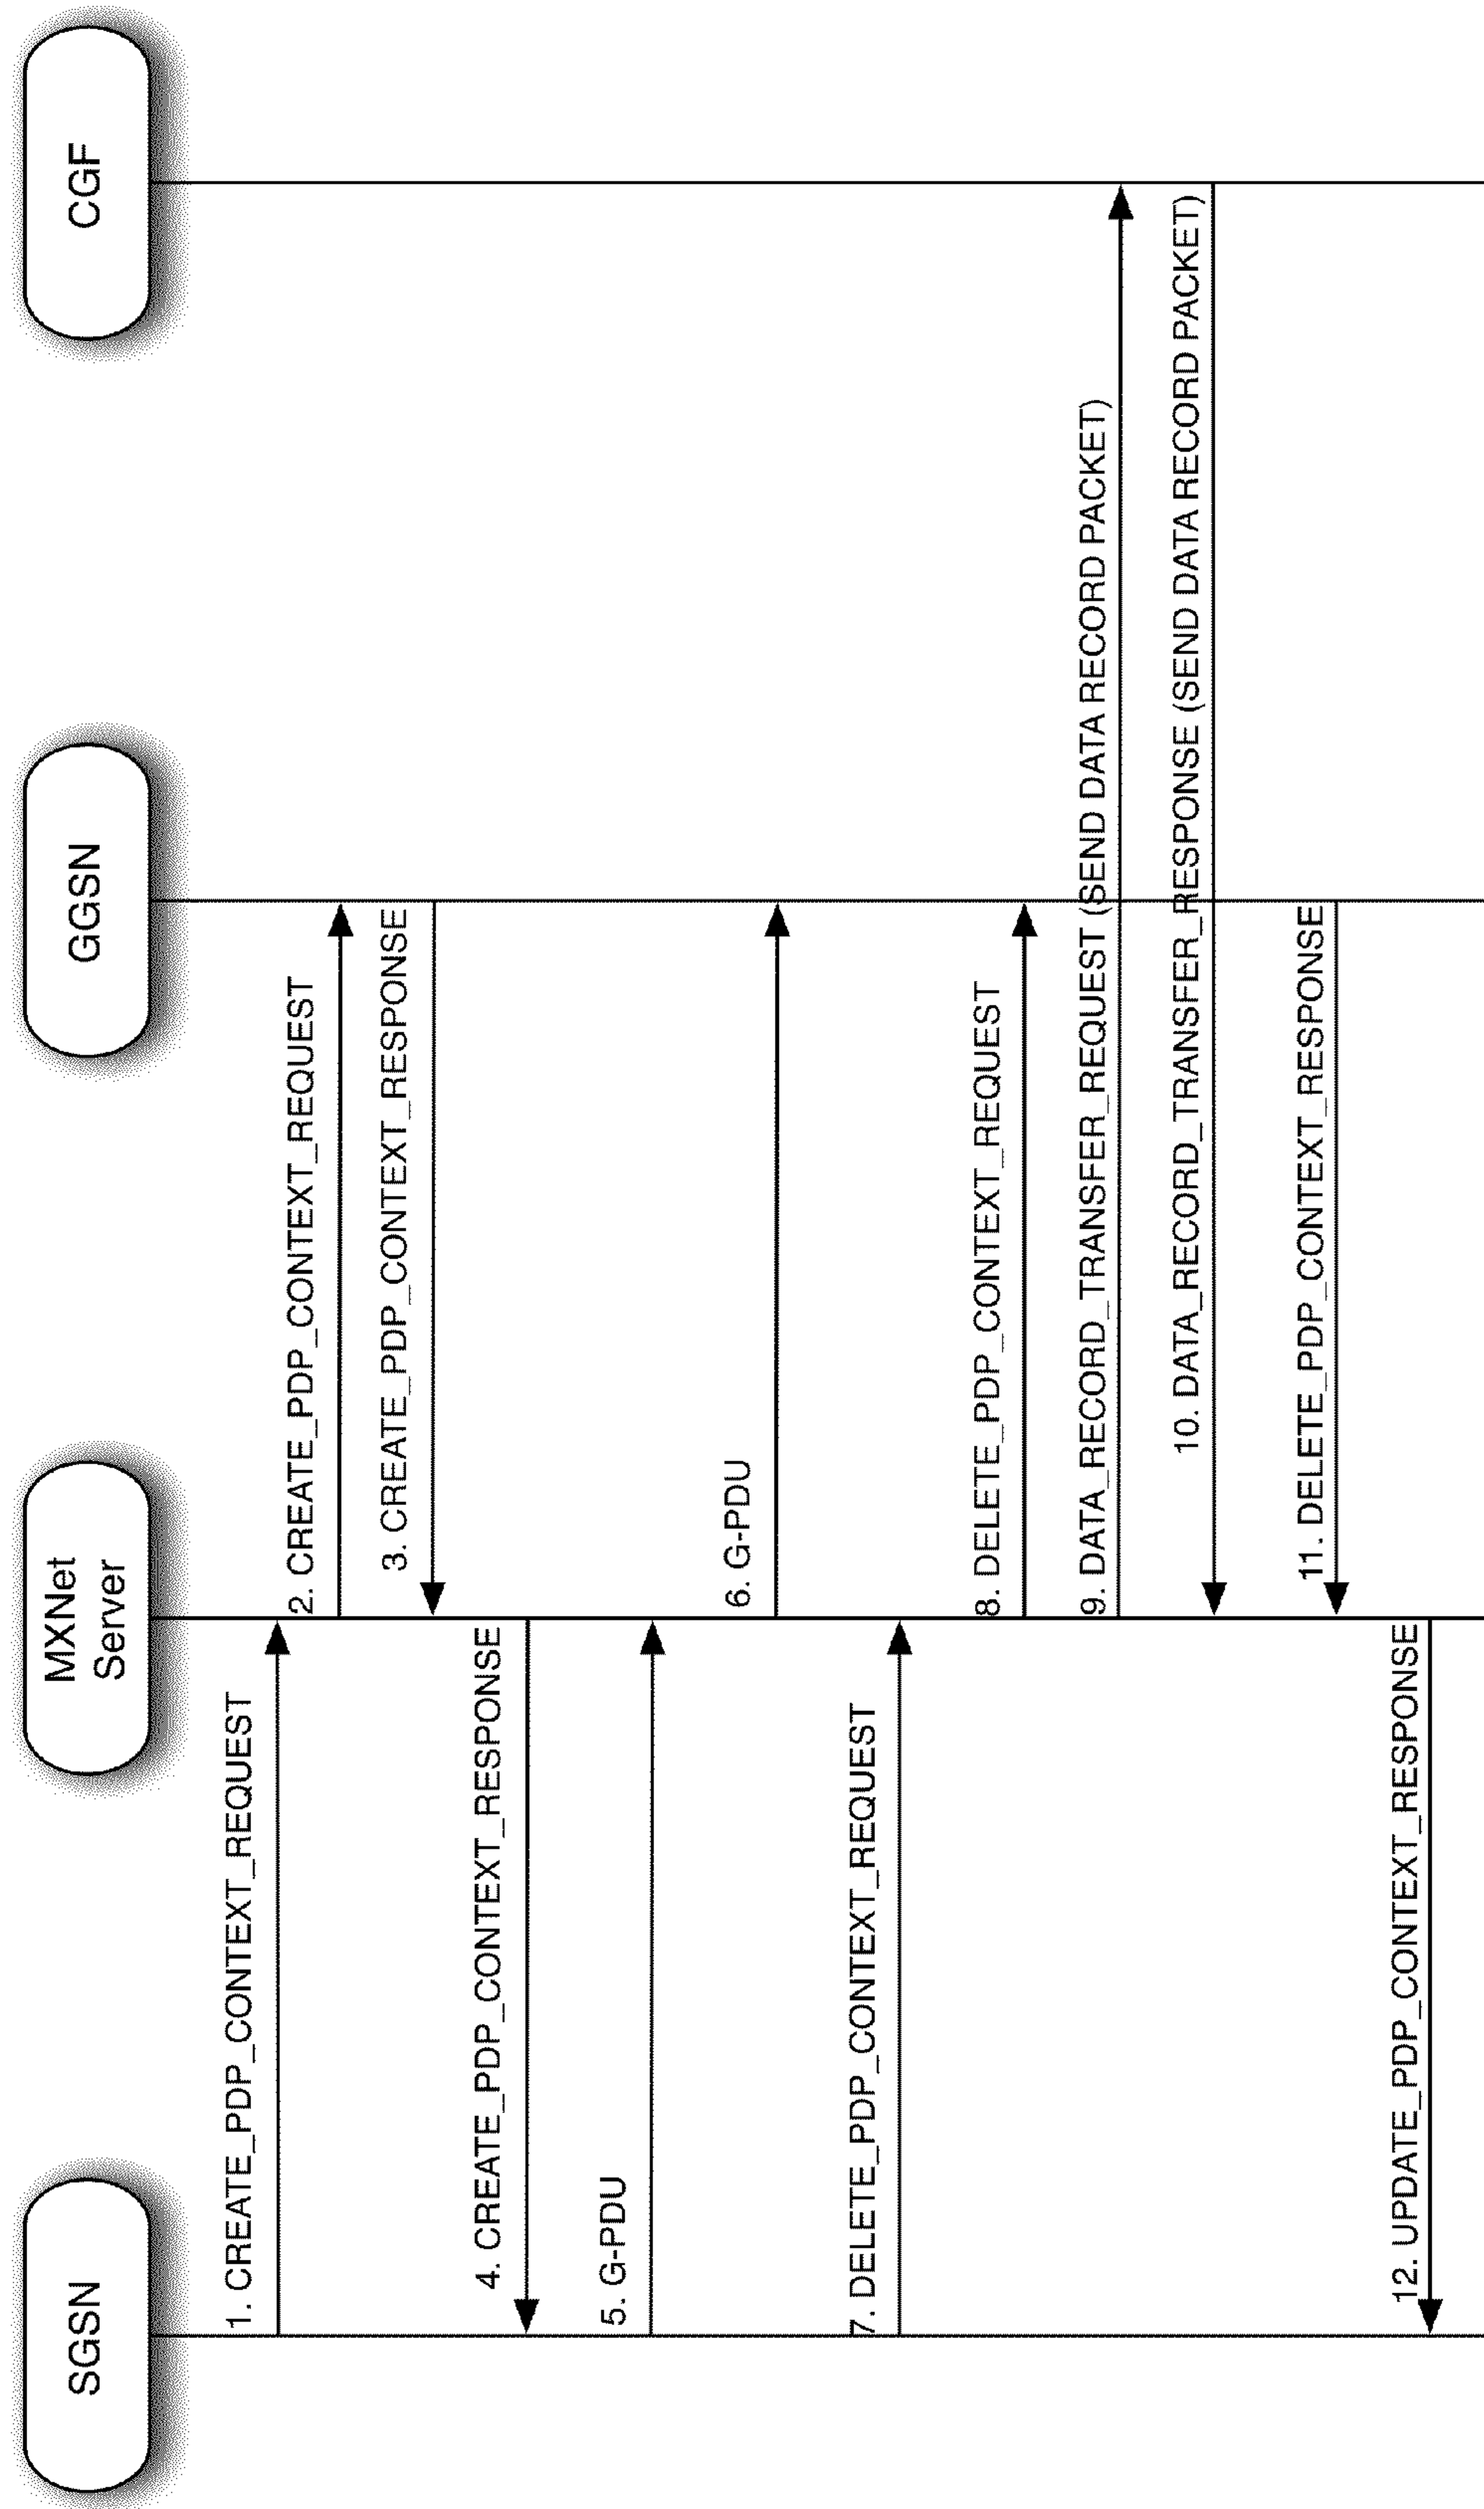 SGSN
MXNet
Server
GGSN
CGF
1. CREATE_PDP_CONTEXT_REQUEST
2. CREATE_PDP_CONTEXT_REQUEST
3. CREATE_PDP_CONTEXT_RESPONSE
4. CREATE_PDP_CONTEXT_RESPONSE
5. G-PDU
6. G-PDU
7. DELETE_PDP_CONTEXT_REQUEST
8. DELETE_PDP_CONTEXT_REQUEST
9. DATA_RECORD_TRANSFER_REQUEST (SEND DATA RECORD PACKET)
10. DATA_RECORD_TRANSFER_RESPONSE (SEND DATA RECORD PACKET)
11. DELETE_PDP_CONTEXT_RESPONSE
12. UPDATE_PDP_CONTEXT_RESPONSE